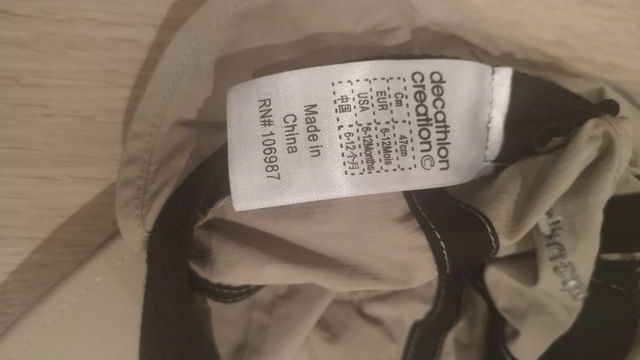 decathlon
creation ©
Cm 47cm
EUR 6-12Mois
USA 6-12Months
中国 6-12个月
Made in
China
RN# 106987